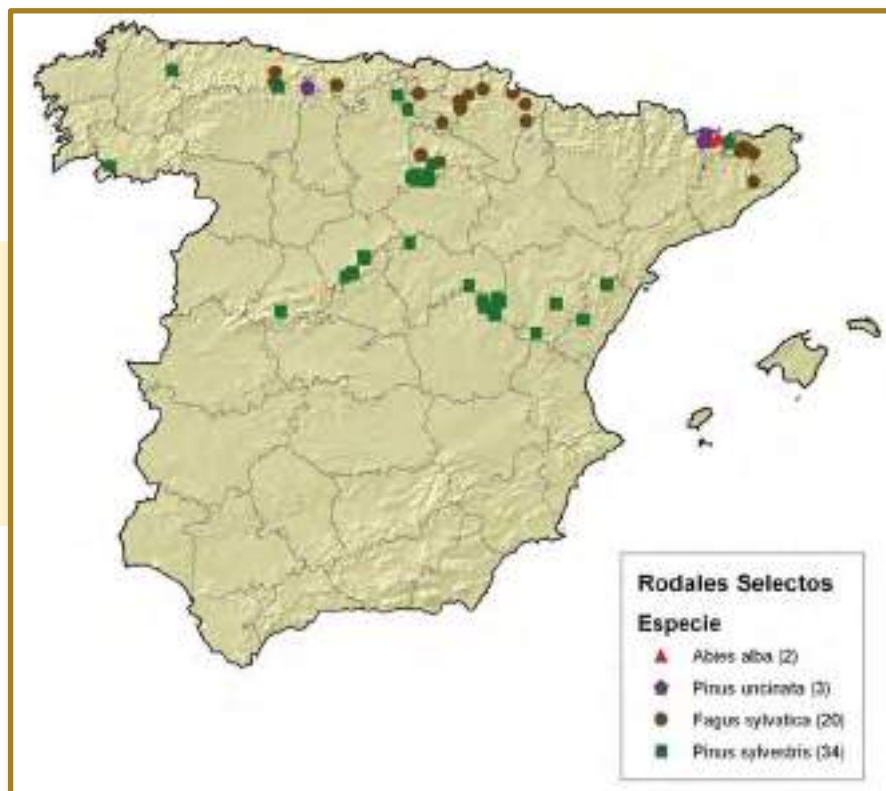 Rodales Selectos
Especie
Abies alba (2)
Pinus uncinata (3)
Fagus sylvatica (20)
Pinus sylvestris (34)